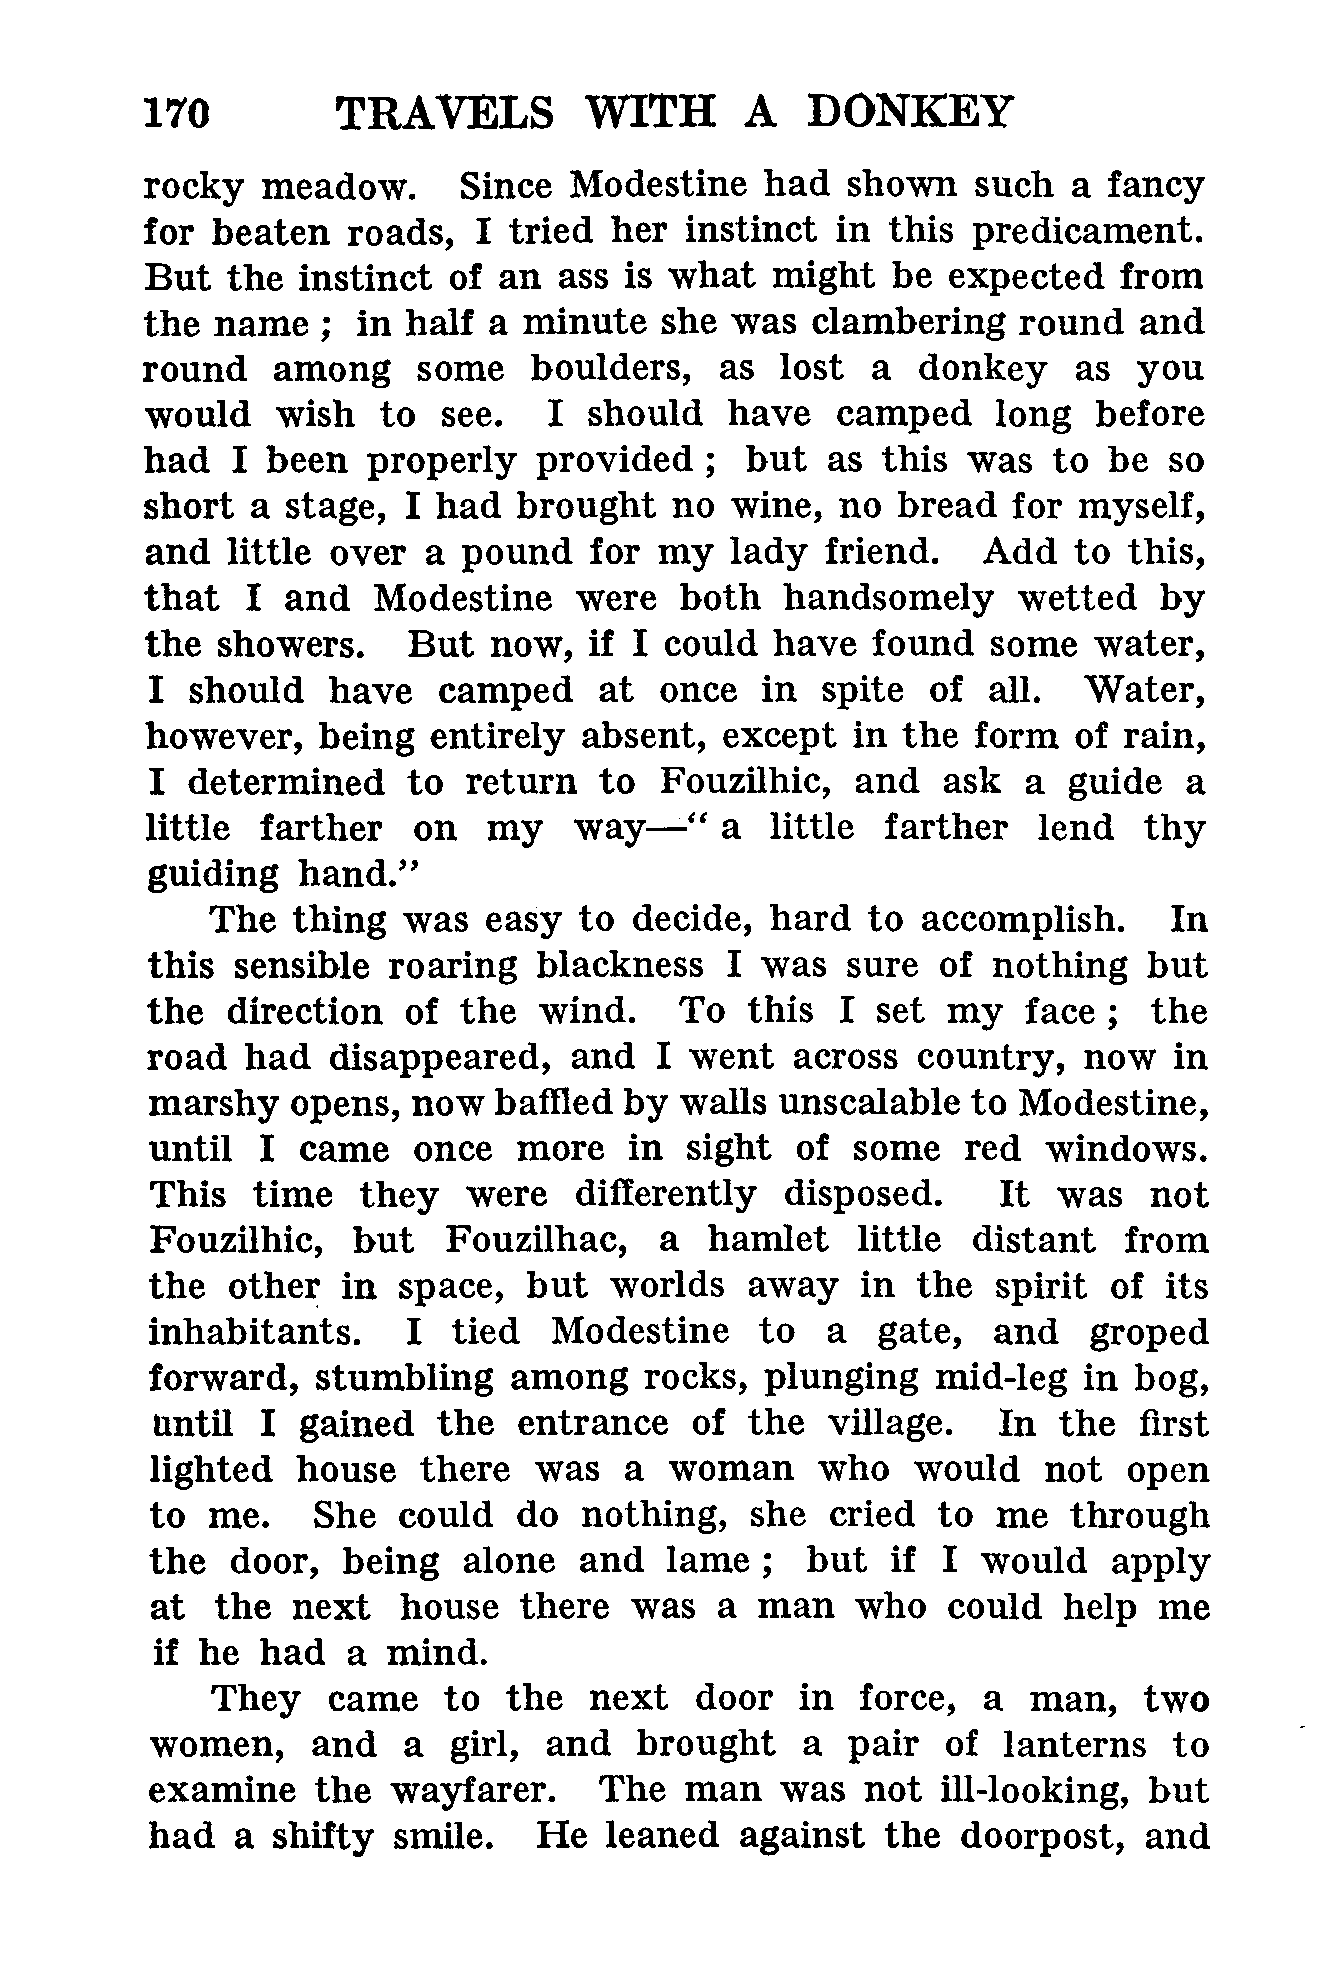 170 TRAVELS WITH A DONKEY
rocky meadow. Since Modestine had shown such a fancy
for beaten roads, I tried her instinct in this predicament.
But the instinct of an ass is what might be expected from
the name ; in half a minute she was clambering round and
round among some boulders, as lost a donkey as you
would wish to see. I should have camped long before
had I been properly provided ; but as this was to be so
short a stage, I had brought no wine, no bread for myself,
and little over a pound for my lady friend. Add to this,
that I and Modestine were both handsomely wetted by
the showers. But now, if I could have found some water,
I should have camped at once in spite of all. Water,
however, being entirely absent, except in the form of rain,
I determined to return to Fouzilhic, and ask a guide a
little farther on my way—“ a little farther lend thy
guiding hand.”
The thing was easy to decide, hard to accomplish. In
this sensible roaring blackness I was sure of nothing but
the direction of the wind. To this I set my face ; the
road had disappeared, and I went across country, now in
marshy opens, now baffled by walls unscalable to Modestine,
until I came once more in sight of some red windows.
This time they were differently disposed. It was not
Fouzilhic, but Fouzilhac, a hamlet little distant from
the other in space, but worlds away in the spirit of its
inhabitants. I tied Modestine to a gate, and groped
forward, stumbling among rocks, plunging mid-leg in bog,
until I gained the entrance of the village. In the first
lighted house there was a woman who would not open
to me. She could do nothing, she cried to me through
the door, being alone and lame ; but if I would apply
at the next house there was a man who could help me
if he had a mind.
They came to the next door in force, a man, two
women, and a girl, and brought a pair of lanterns to
examine the wayfarer. The man was not ill-looking, but
had a shifty smile. He leaned against the doorpost, and